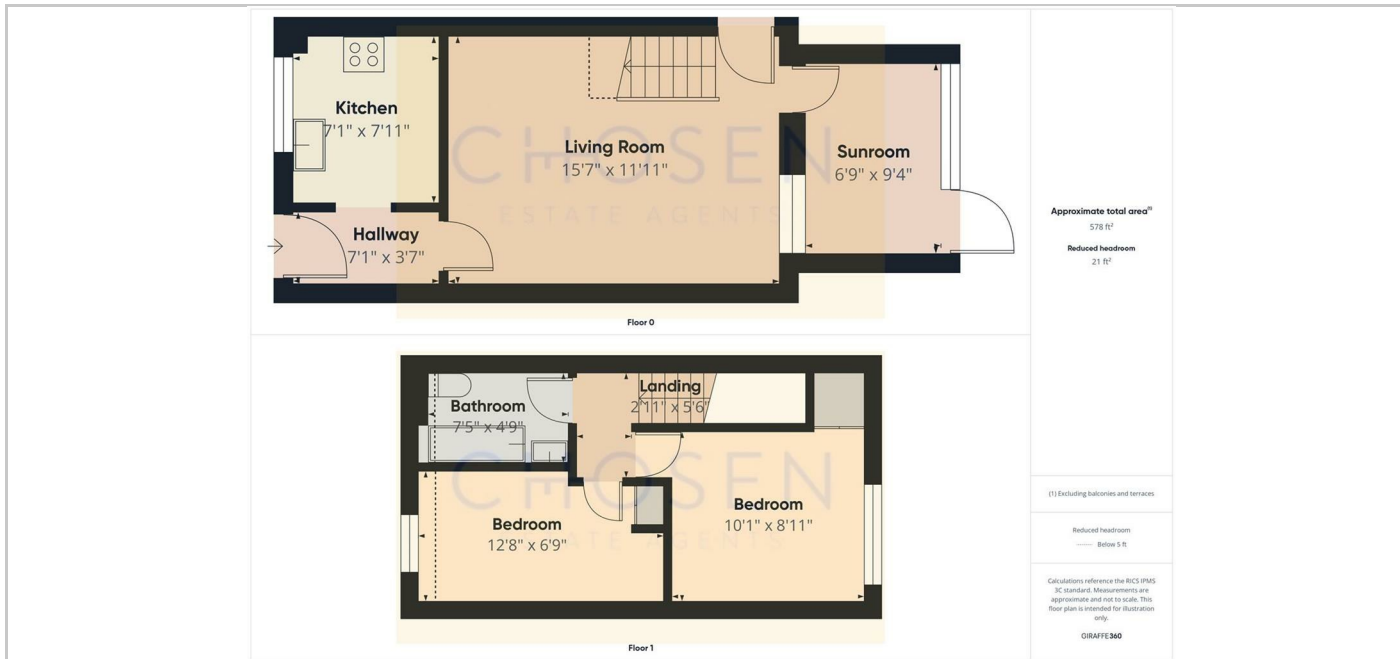 Kitchen
7'1" x 7'11"
Living Room
15'7" x 11'11"
Sunroom
6'9" x 9'4"
Hallway
7'1" x 3'7"
CHOSEN
ESTATE AGENTS
Floor 0
Approximate total area(1)
578 ft²
Reduced headroom
21 ft²
Bathroom
7'5" x 4'9"
Landing
2'11" x 5'6"
Bedroom
12'8" x 6'9"
Bedroom
10'1" x 8'11"
CHOSEN
ESTATE AGENTS
Floor 1
(1) Excluding balconies and terraces
Reduced headroom
Below 5 ft
Calculations reference the RICS IPMS
3C standard. Measurements are
approximate and not to scale. This
floor plan is intended for illustration
only.
GIRAFFE360